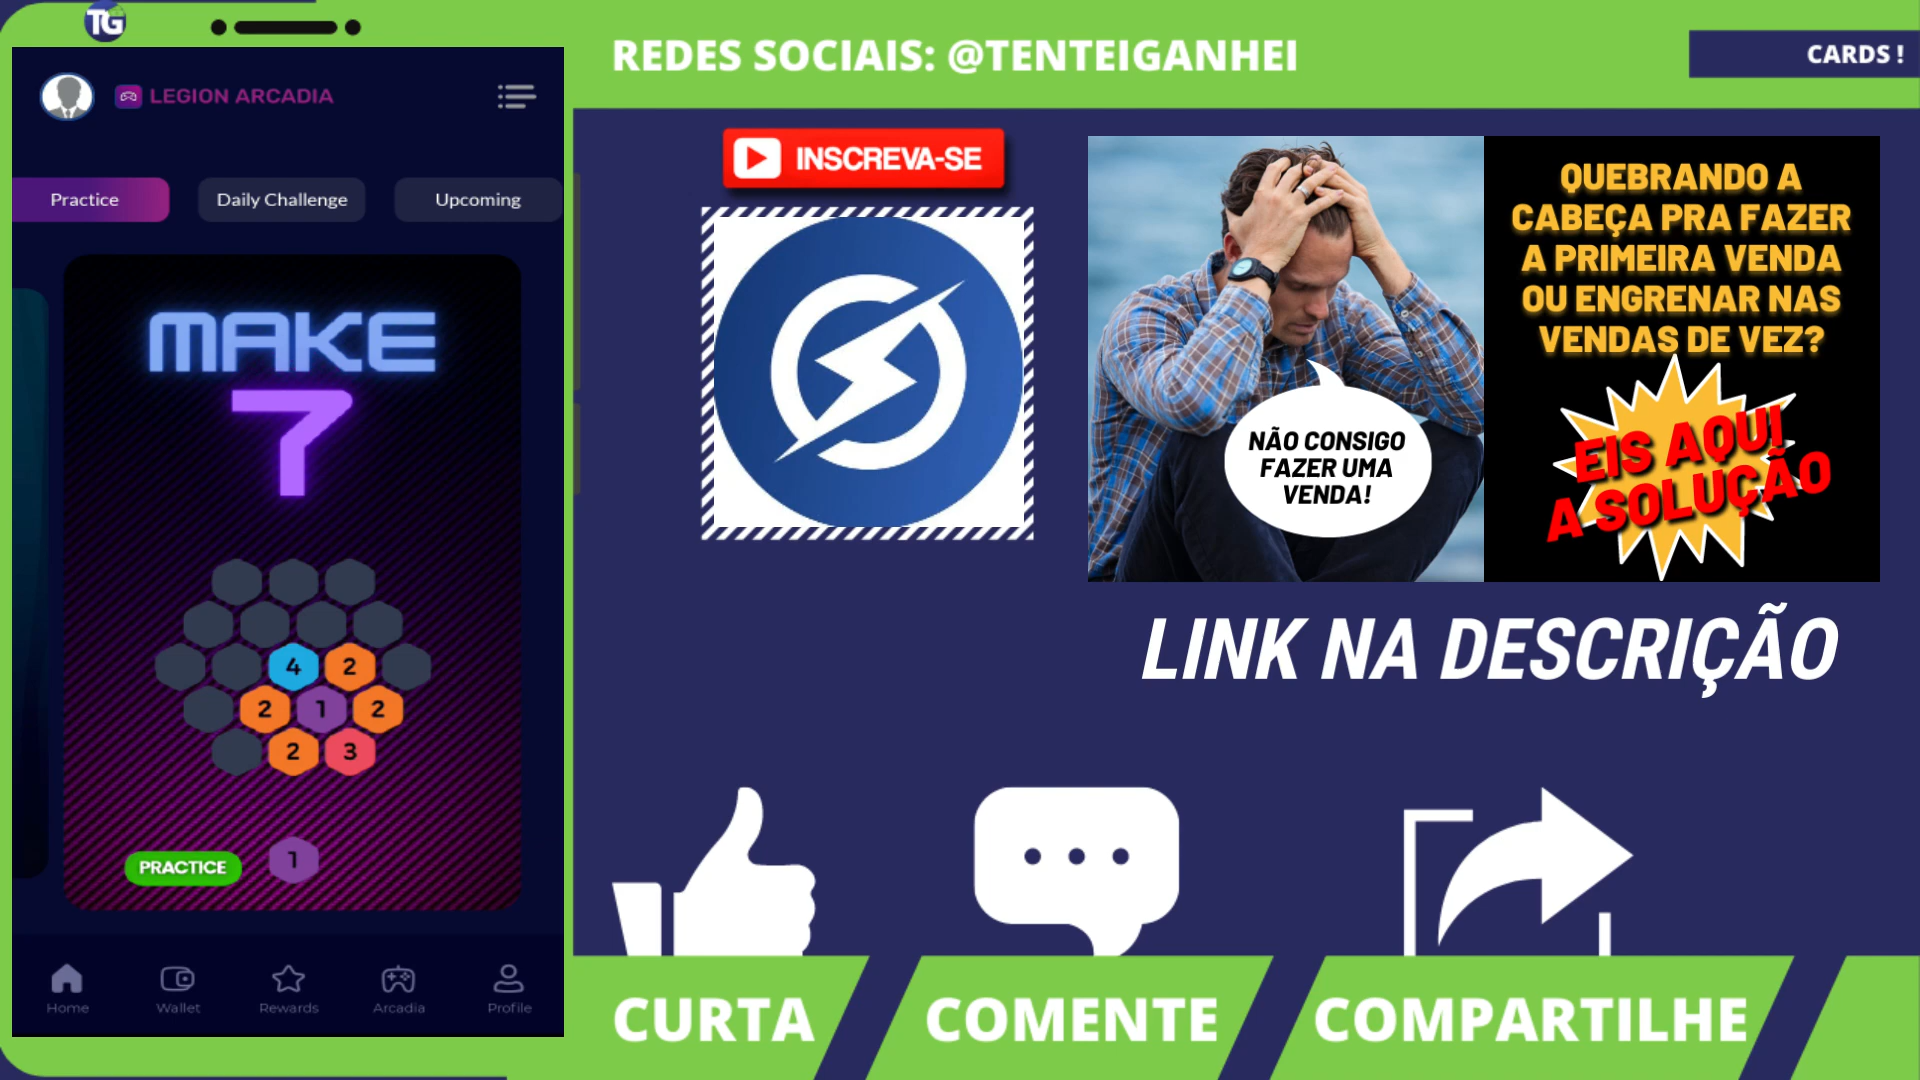 TG
REDES SOCIAIS: @TENTEIGANHEI
CARDS !
LEGION ARCADIA
Practice
Daily Challenge
Upcoming
MAKE
7
4
2
2
1
2
2
3
PRACTICE
1
Home
Wallet
Rewards
Arcadia
Profile
INSCREVA-SE
NÃO CONSIGO
FAZER UMA
VENDA!
QUEBRANDO A
CABEÇA PRA FAZER
A PRIMEIRA VENDA
OU ENGRENAR NAS
VENDAS DE VEZ?
EIS AQUI
A SOLUÇÃO
LINK NA DESCRIÇÃO
CURTA
COMENTE
COMPARTILHE